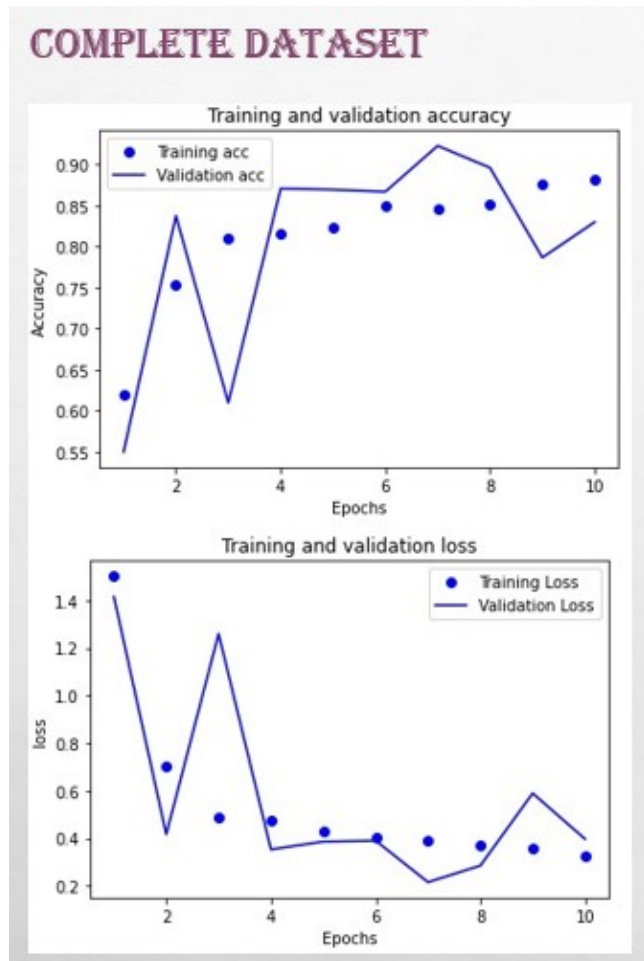 COMPLETE DATASET
Training and validation accuracy
Training acc
Validation acc
0.90
0.85
0.80
0.75
0.70
0.65
0.60
0.55
Accuracy
2 4 6 8 10
Epochs
Training and validation loss
Training Loss
Validation Loss
1.4
1.2
1.0
0.8
0.6
0.4
0.2
loss
2 4 6 8 10
Epochs